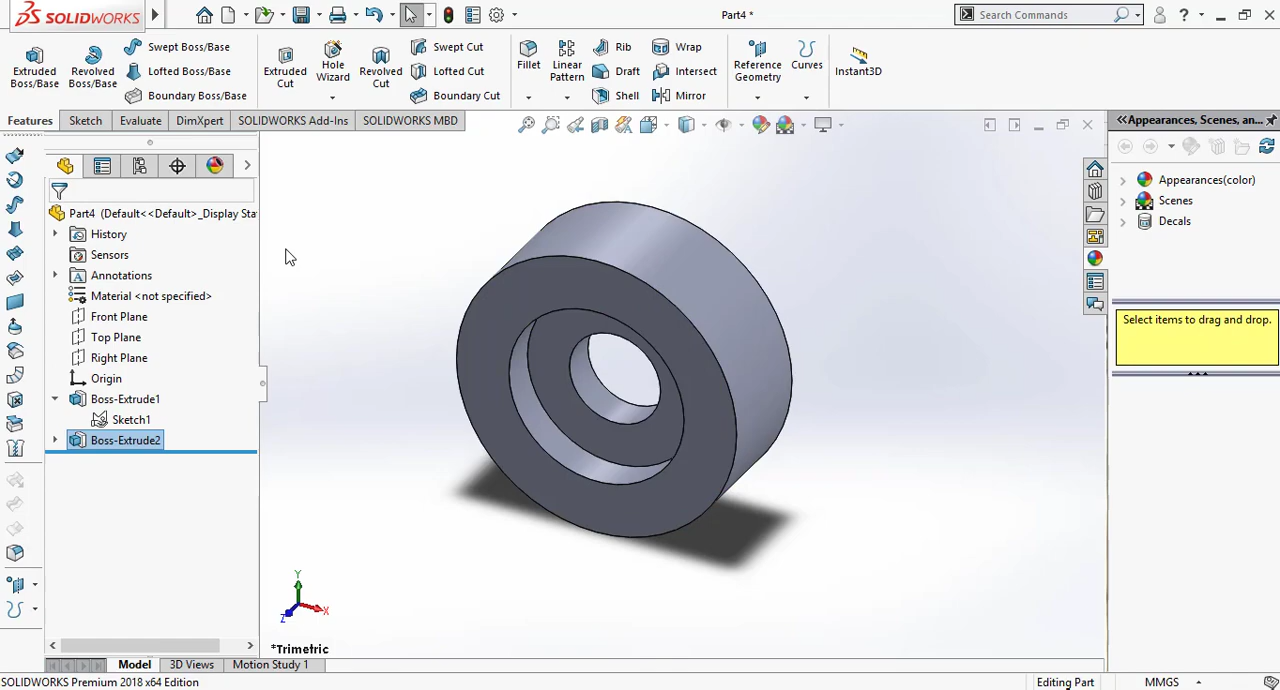 SOLIDWORKS
Part4 *
Search Commands
?
Extruded Boss/Base
Revolved Boss/Base
Swept Boss/Base
Lofted Boss/Base
Boundary Boss/Base
Extruded Cut
Hole Wizard
Revolved Cut
Swept Cut
Lofted Cut
Boundary Cut
Fillet
Linear Pattern
Rib
Draft
Shell
Wrap
Intersect
Mirror
Reference Geometry
Curves
Instant3D
Features
Sketch
Evaluate
DimXpert
SOLIDWORKS Add-Ins
SOLIDWORKS MBD
Appearances, Scenes, an...
Part4 (Default<<Default>_Display Sta
History
Sensors
A Annotations
Material <not specified>
Front Plane
Top Plane
Right Plane
Origin
Boss-Extrude1
Sketch1
Boss-Extrude2
Appearances(color)
Scenes
Decals
Select items to drag and drop.
Y
X
Z
*Trimetric
Model
3D Views
Motion Study 1
SOLIDWORKS Premium 2018 x64 Edition
Editing Part
MMGS